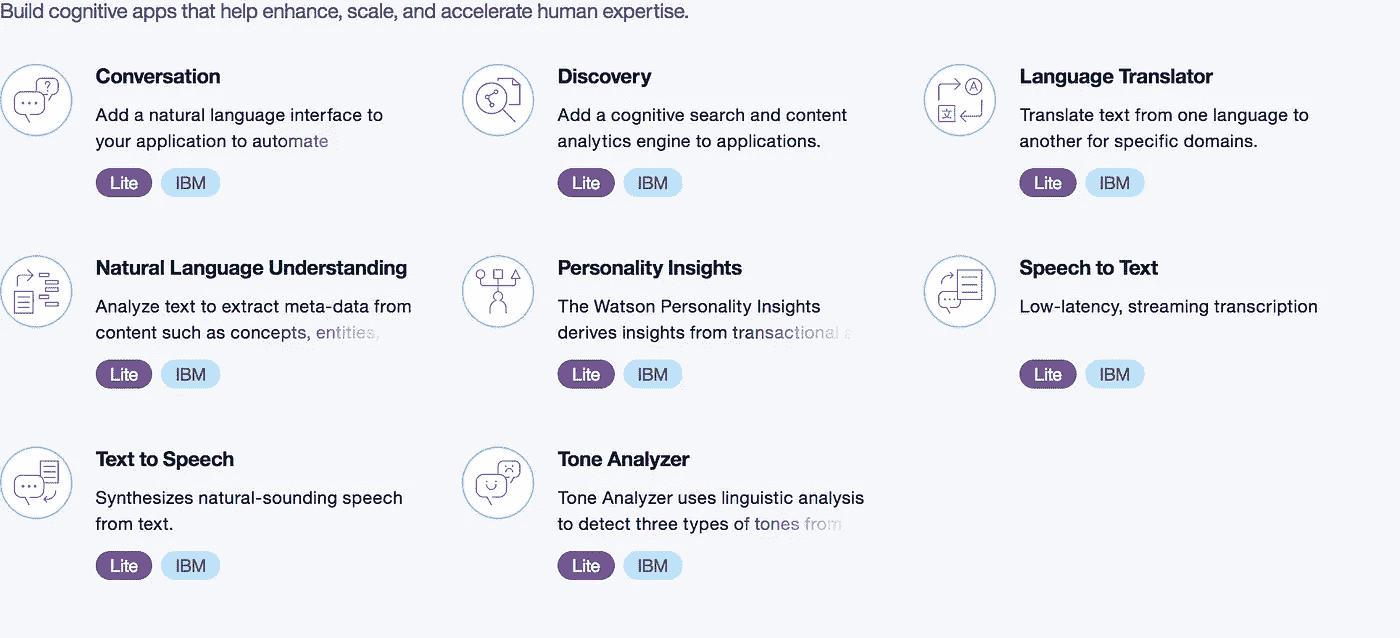 Build cognitive apps that help enhance, scale, and accelerate human expertise.
Conversation
Add a natural language interface to
your application to automate
Lite IBM
Discovery
Add a cognitive search and content
analytics engine to applications.
Lite IBM
Language Translator
Translate text from one language to
another for specific domains.
Lite IBM
Natural Language Understanding
Analyze text to extract meta-data from
content such as concepts, entities,
Lite IBM
Personality Insights
The Watson Personality Insights
derives insights from transactional a
Lite IBM
Speech to Text
Low-latency, streaming transcription
Lite IBM
Text to Speech
Synthesizes natural-sounding speech
from text.
Lite IBM
Tone Analyzer
Tone Analyzer uses linguistic analysis
to detect three types of tones from
Lite IBM
? 
A
文